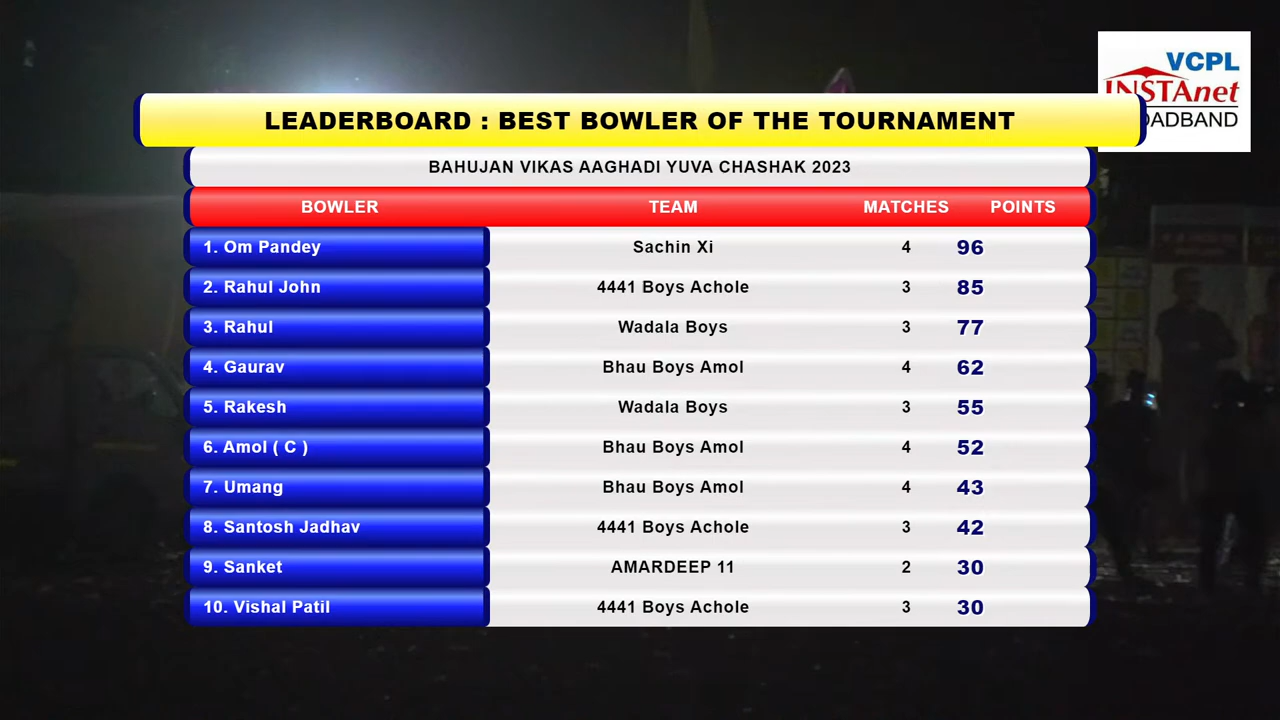 VCPL
INSTAnet
LEADERBOARD : BEST BOWLER OF THE TOURNAMENT
BAHUJAN VIKAS AAGHADI YUVA CHASHAK 2023
BOWLER TEAM MATCHES POINTS
1. Om Pandey Sachin Xi 4 96
2. Rahul John 4441 Boys Achole 3 85
3. Rahul Wadala Boys 3 77
4. Gaurav Bhau Boys Amol 4 62
5. Rakesh Wadala Boys 3 55
6. Amol ( C ) Bhau Boys Amol 4 52
7. Umang Bhau Boys Amol 4 43
8. Santosh Jadhav 4441 Boys Achole 3 42
9. Sanket AMARDEEP 11 2 30
10. Vishal Patil 4441 Boys Achole 3 30